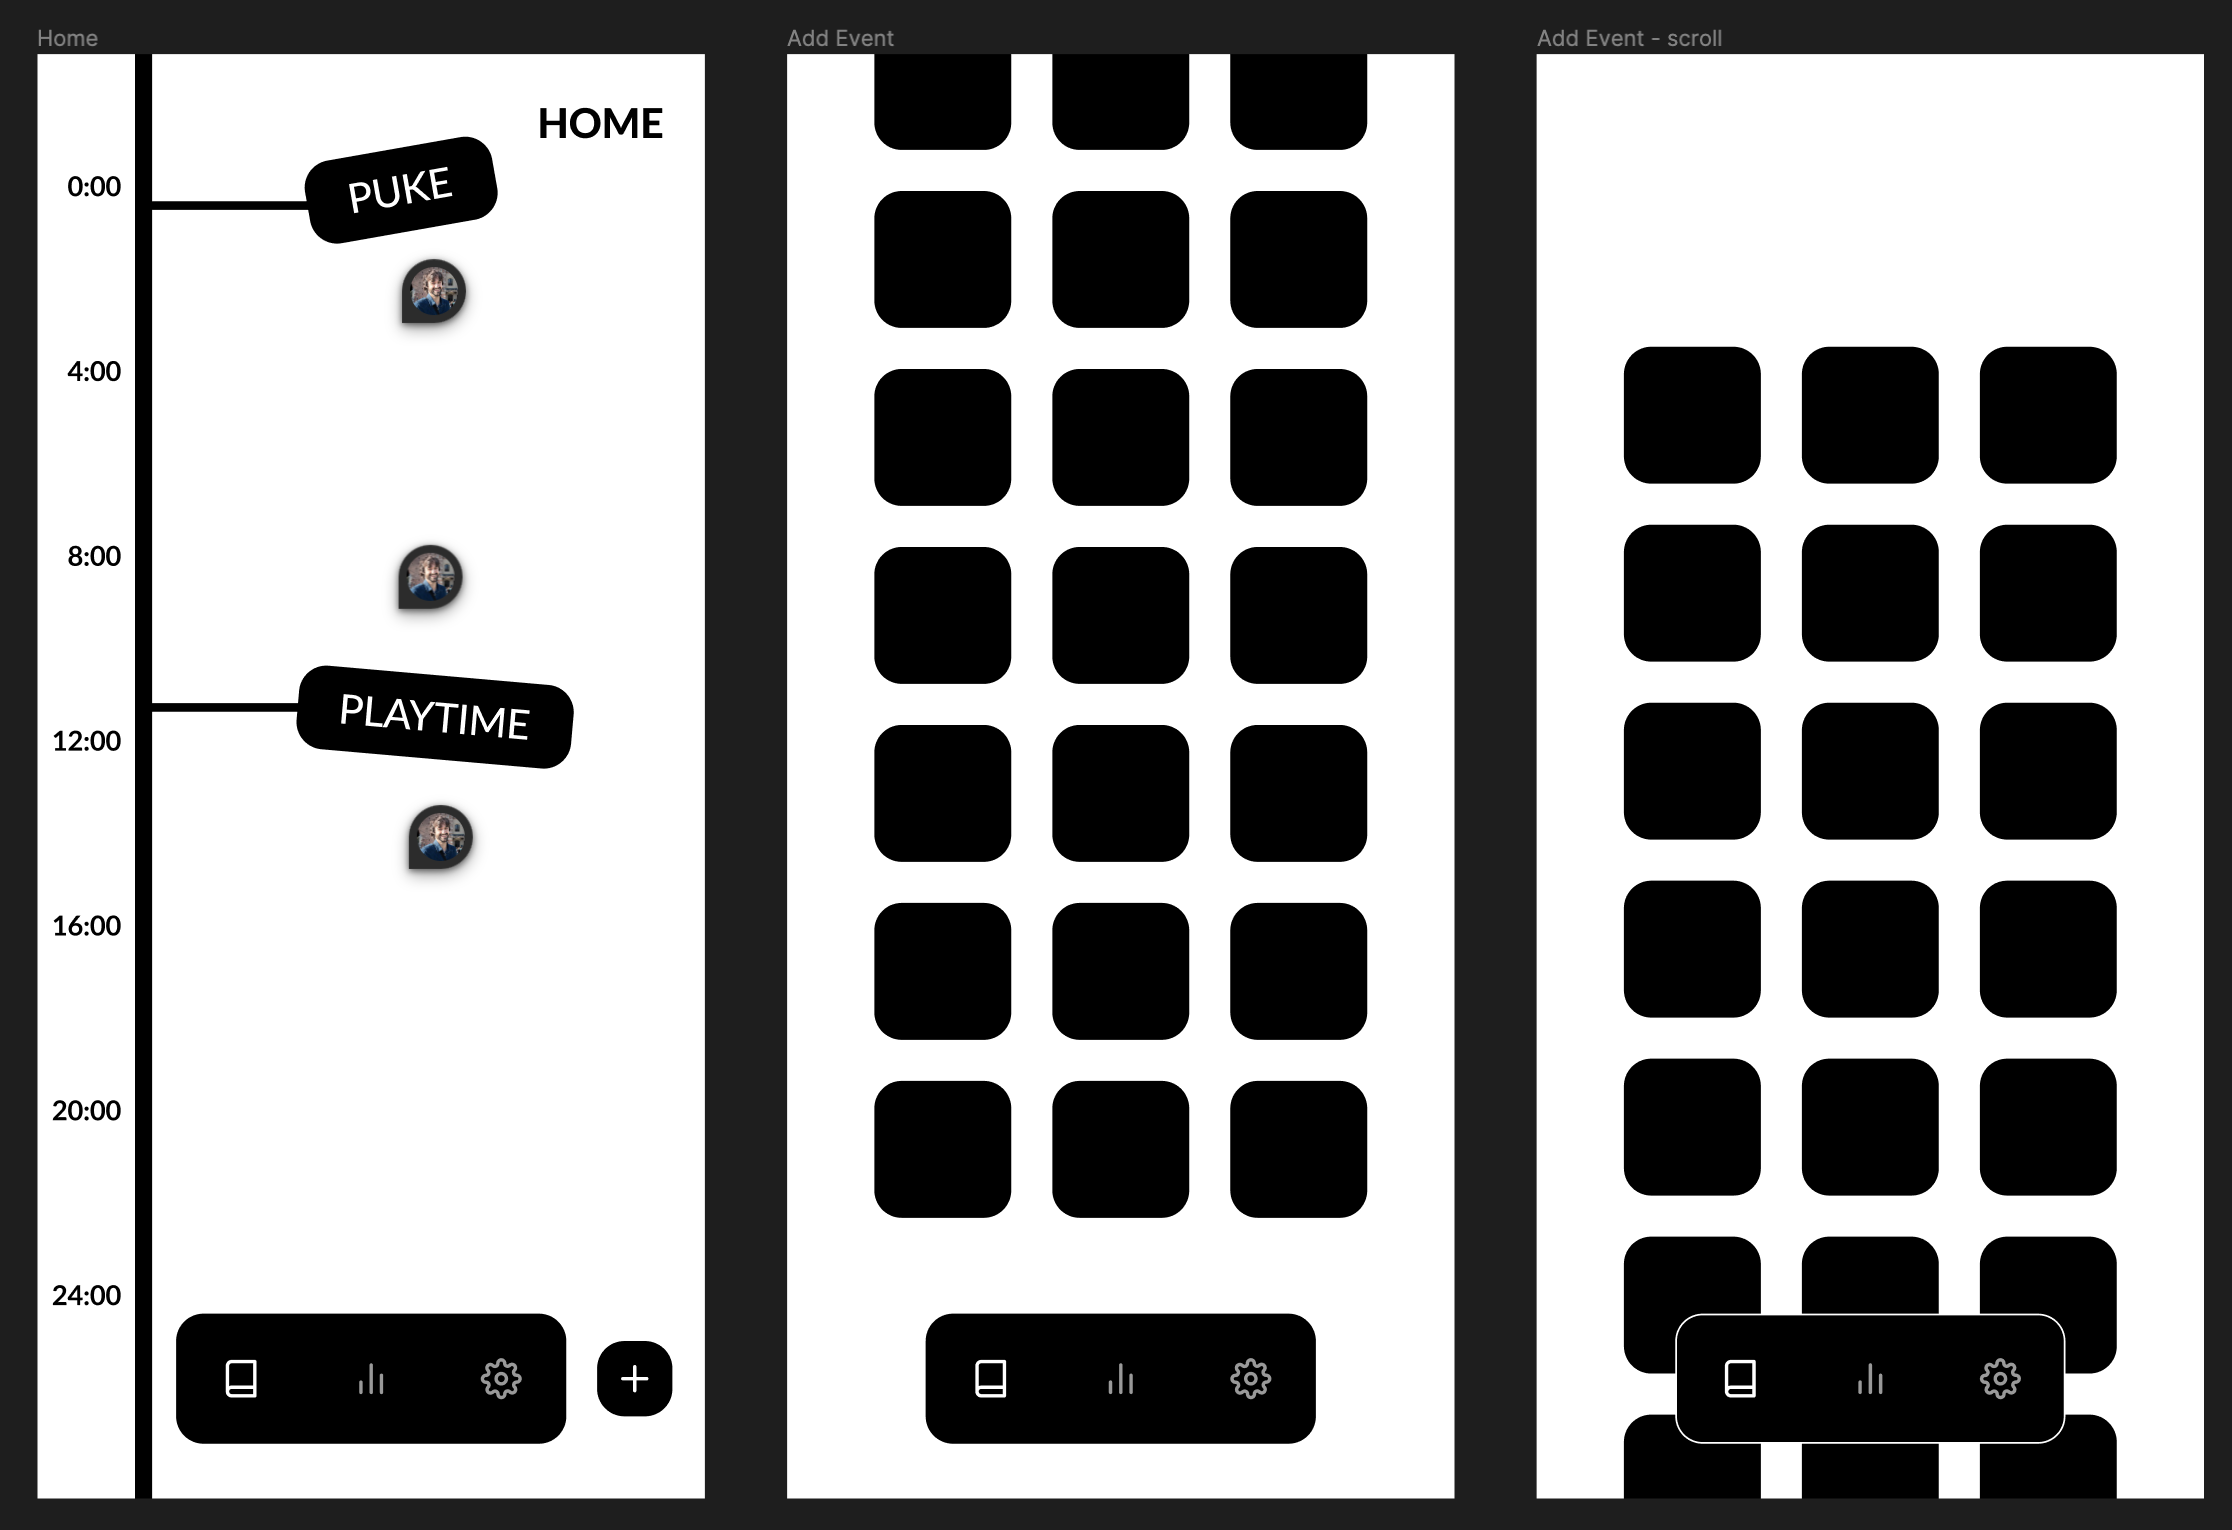 Home
Add Event
Add Event - scroll
HOME
PUKE
0:00
4:00
8:00
PLAYTIME
12:00
16:00
20:00
24:00